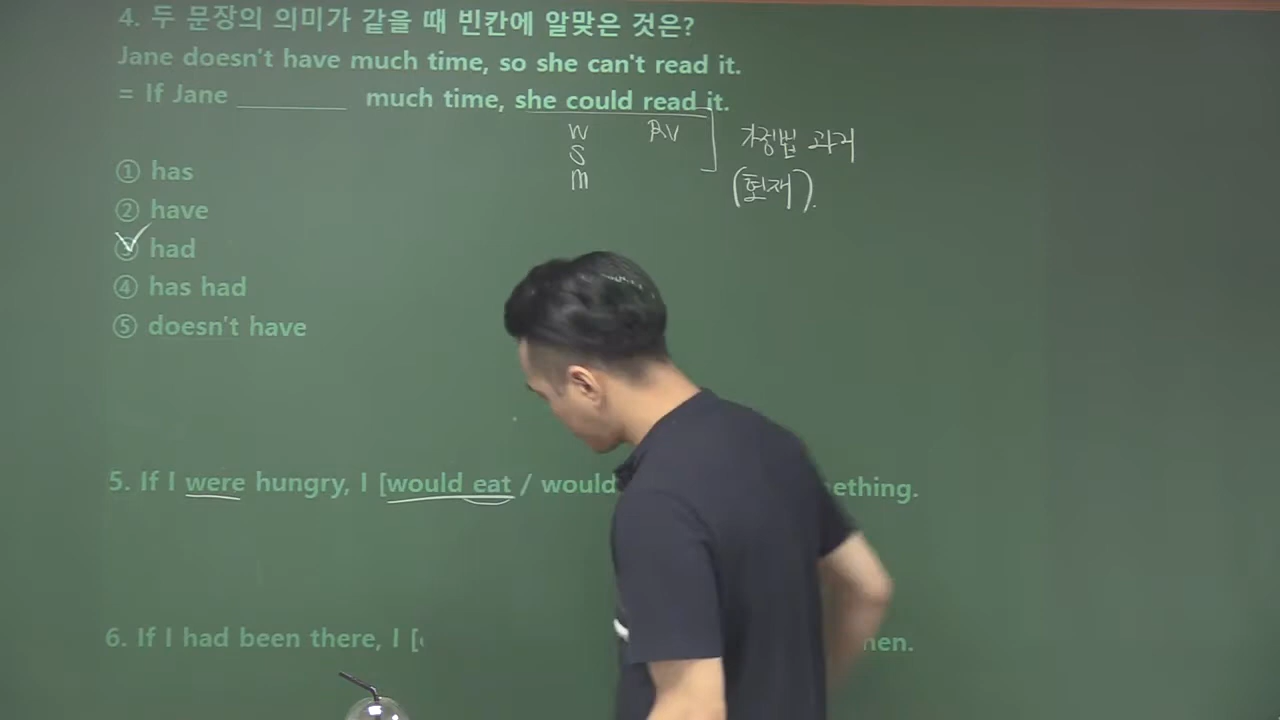 4. 두 문장의 의미가 같을 때 빈칸에 알맞은 것은?
Jane doesn't have much time, so she can't read it.
= If Jane ________ much time, she could read it.
W RV 가정법 과거
S
m (현재).
① has
② have
③ had
④ has had
⑤ doesn't have
5. If I were hungry, I [would eat / would
6. If I had been there, I [